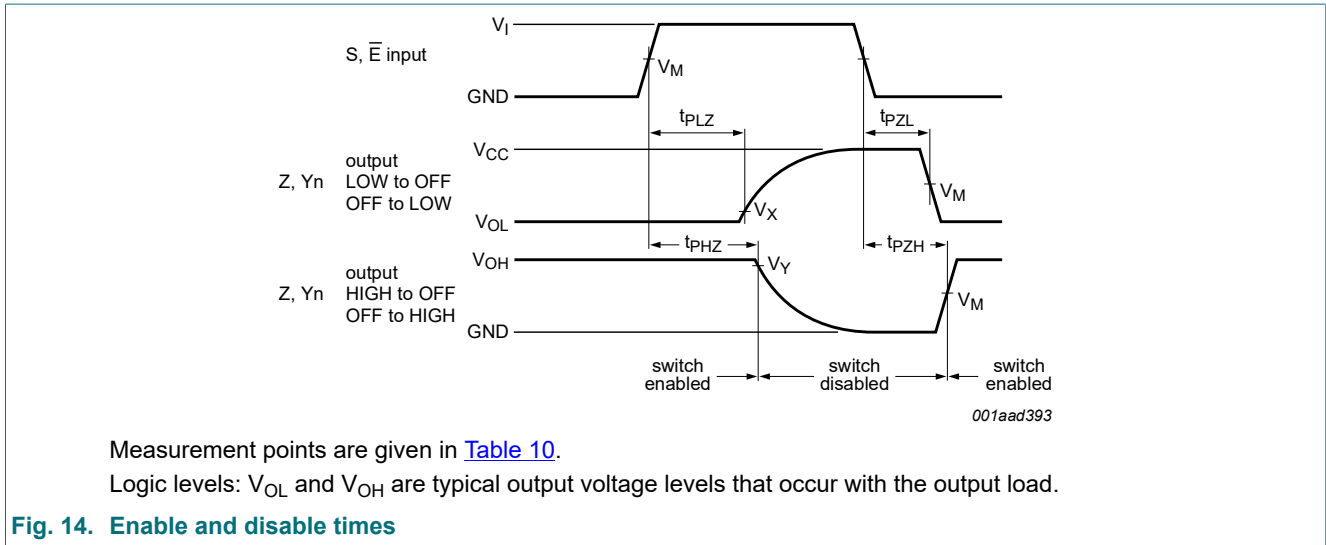 V_I
S, E̅ input
V_M
GND
t_PLZ
t_PZL
V_CC
output
Z, Yn LOW to OFF
OFF to LOW
V_M
V_X
V_OL
t_PHZ
t_PZH
V_OH
V_Y
output
Z, Yn HIGH to OFF
OFF to HIGH
V_M
GND
switch enabled
switch disabled
switch enabled
001aad393
Measurement points are given in Table 10.
Logic levels: V_OL and V_OH are typical output voltage levels that occur with the output load.
Fig. 14. Enable and disable times